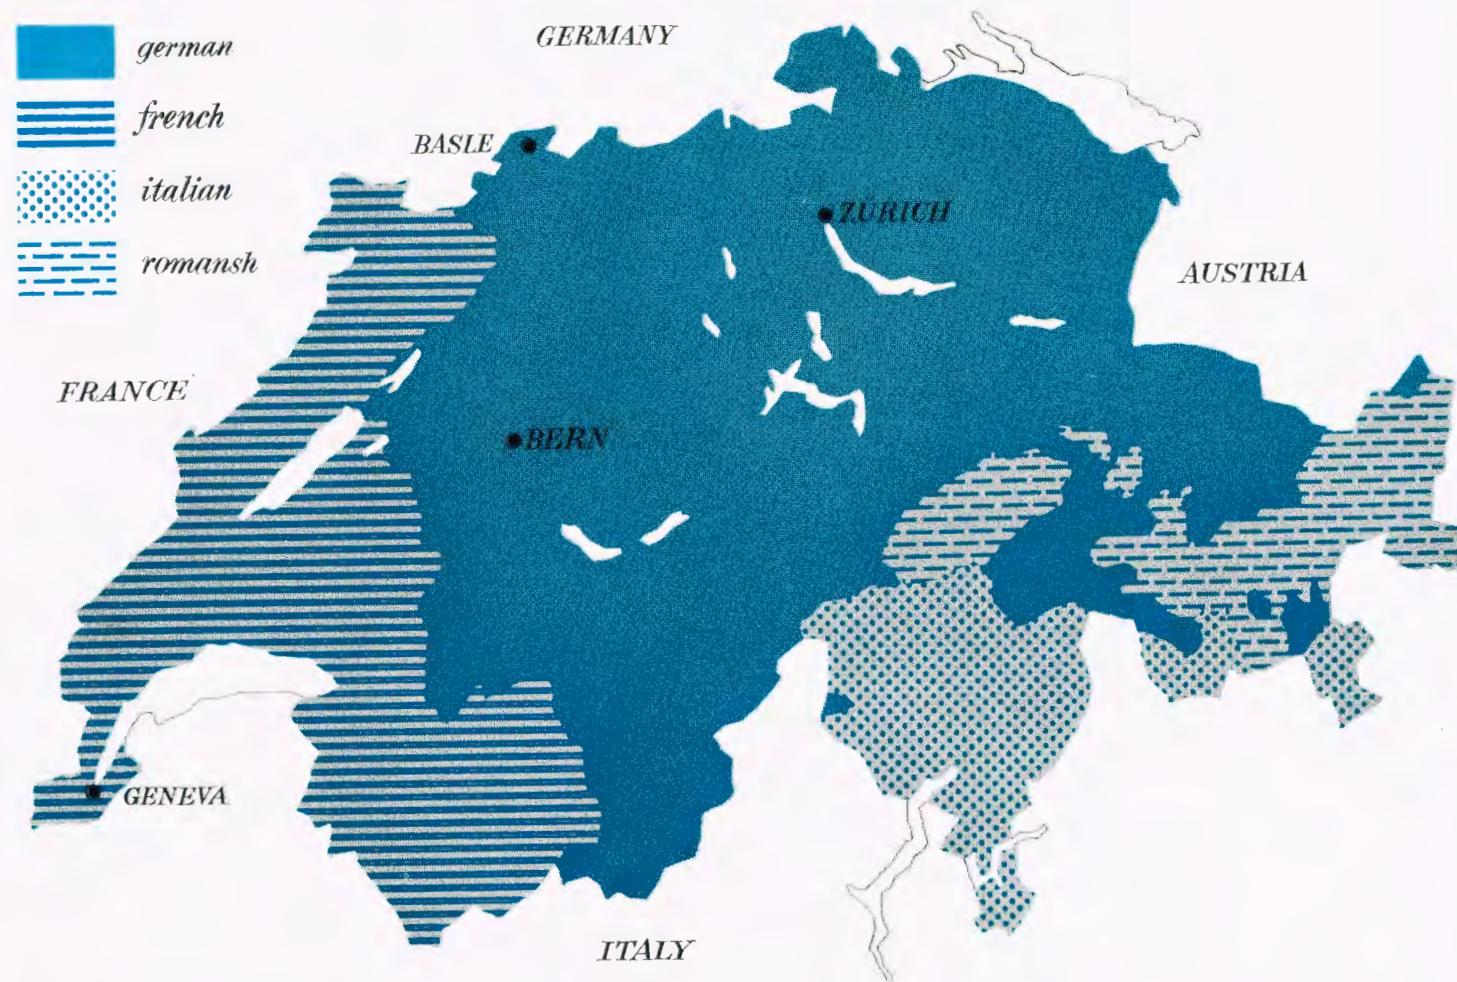 german
french
italian
romansh
GERMANY
BASLE
ZURICH
AUSTRIA
FRANCE
BERN
GENEVA
ITALY